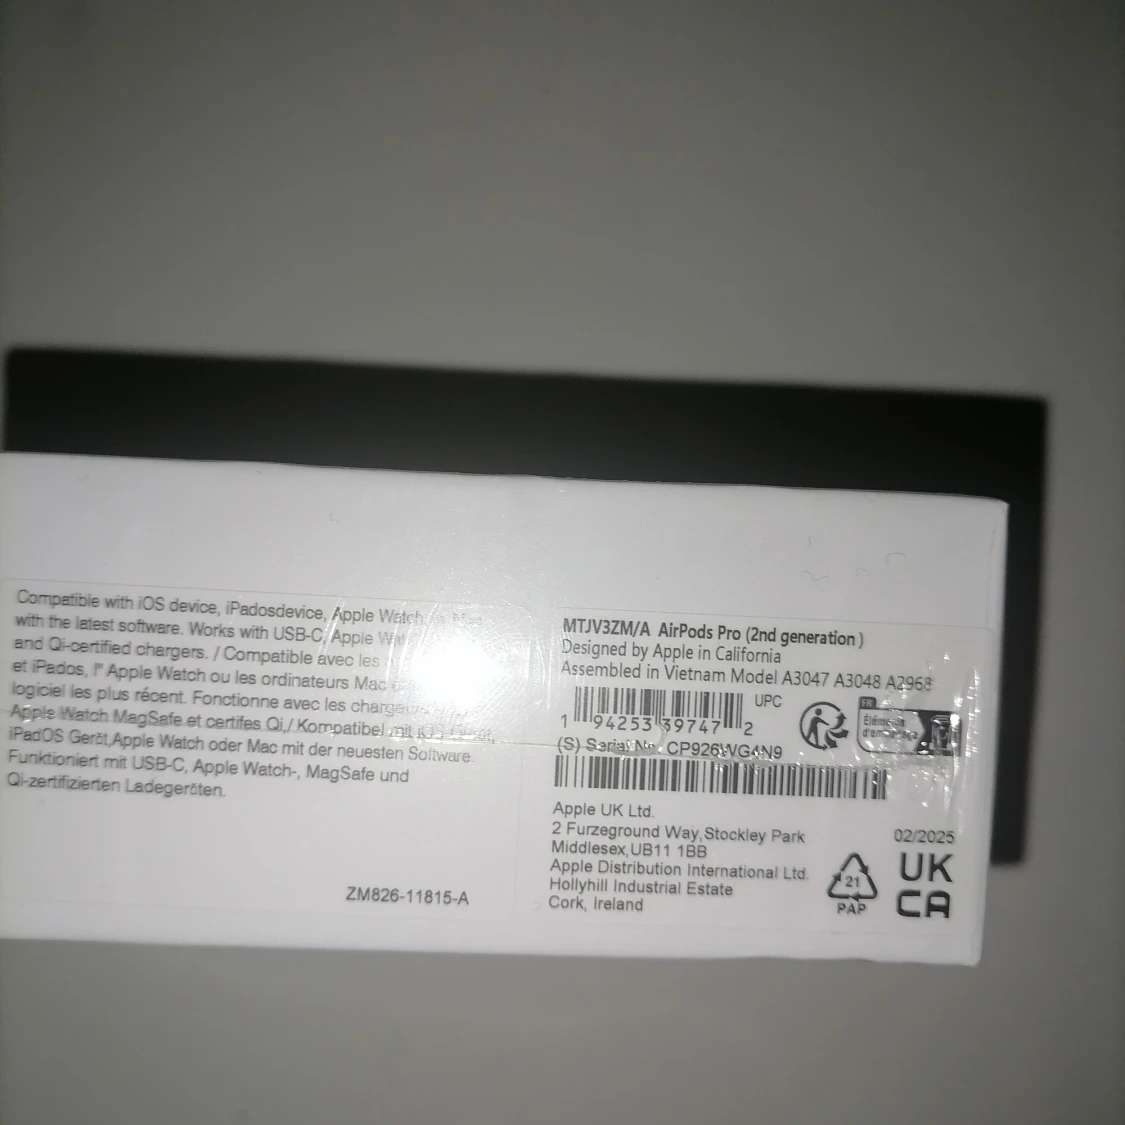 Compatible with iOS device, iPadosdevice, Apple Watch
with the latest software. Works with USB-C, Apple
and Qi-certified chargers. / Compatible avec les
et iPados, l" Apple Watch ou les ordinateurs Mac
logiciel les plus récent. Fonctionne avec les
Apple Watch MagSafe et certifes Qi,/ Kompatibel mit iOS-Gerät,
iPadOS Gerät,Apple Watch oder Mac mit der neuesten Software.
Funktioniert mit USB-C, Apple Watch-, MagSafe und
Qi-zertifizierten Ladegeräten.
ZM826-11815-A
MTJV3ZM/A AirPods Pro (2nd generation)
Designed by Apple in California
Assembled in Vietnam Model A3047 A3048 A2968
UPC
1 94253 39747 2
(S) Serial No. CP926WG4N9
FR
Apple UK Ltd.
2 Furzeground Way,Stockley Park
Middlesex,UB11 1BB
Apple Distribution International Ltd.
Hollyhill Industrial Estate
Cork, Ireland
21
PAP
02/2025
UK
CA